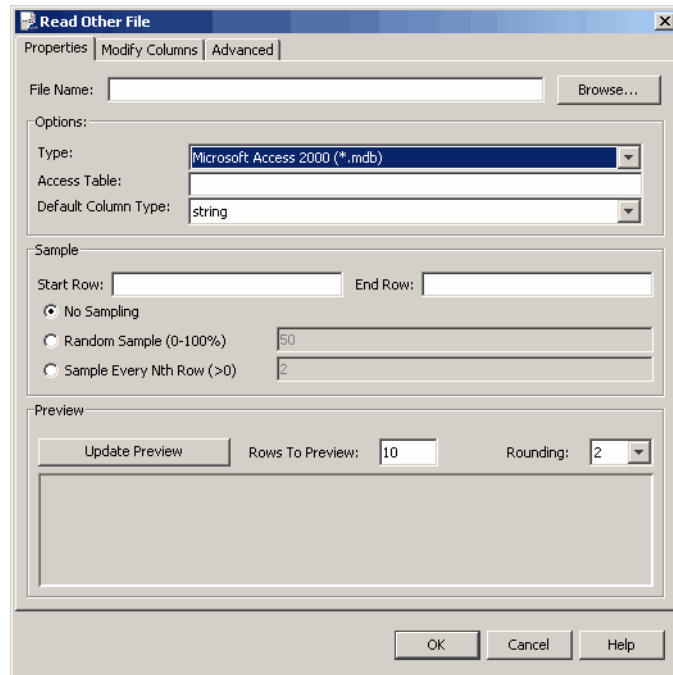 Read Other File
Properties Modify Columns Advanced
File Name: Browse...
Options:
Type: Microsoft Access 2000 (*.mdb)
Access Table:
Default Column Type: string
Sample
Start Row: End Row:
No Sampling
Random Sample (0-100%) 50
Sample Every Nth Row (>0) 2
Preview
Update Preview Rows To Preview: 10 Rounding: 2
OK Cancel Help